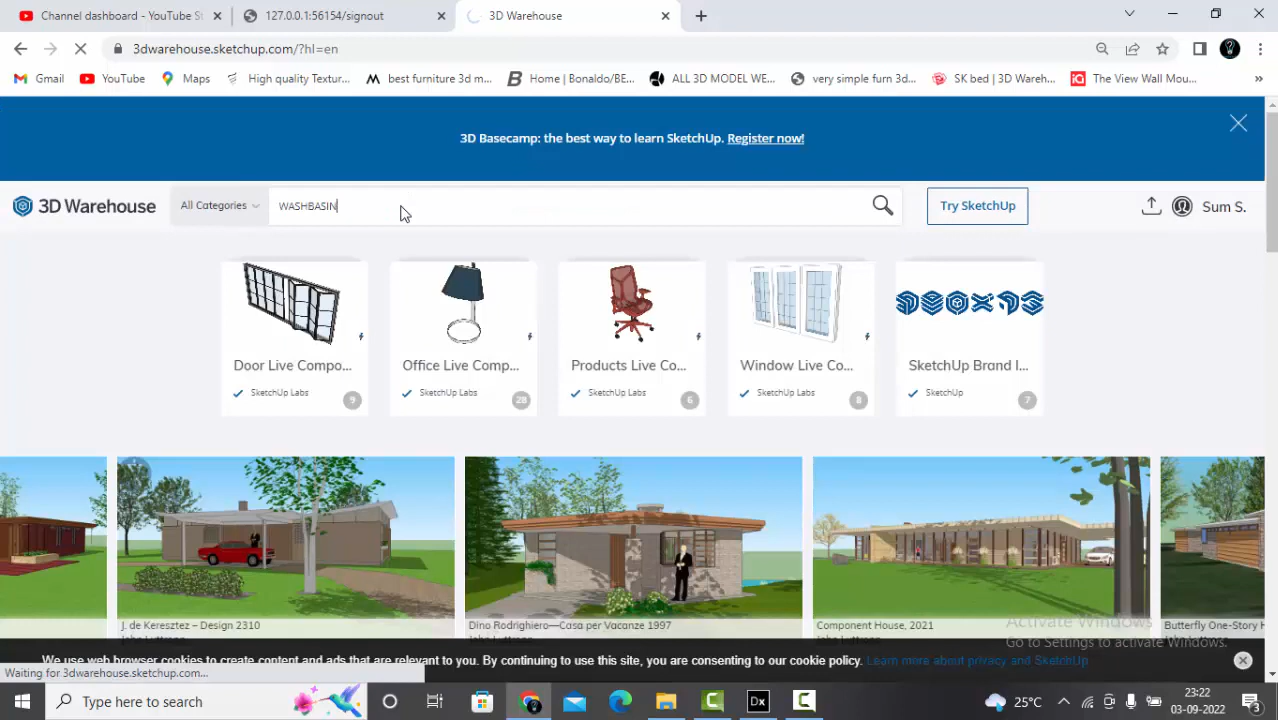 Channel dashboard - YouTube St
127.0.0.1:56154/signout
3D Warehouse
3dwarehouse.sketchup.com/?hl=en
Gmail
YouTube
Maps
High quality Textur...
best furniture 3d m...
Home | Bonaldo/BE...
ALL 3D MODEL WE...
very simple furn 3d...
SK bed | 3D Wareh...
The View Wall Mou...
3D Basecamp: the best way to learn SketchUp. Register now!
3D Warehouse
All Categories
WASHBASIN
Try SketchUp
Sum S.
Door Live Compo...
Office Live Comp...
Products Live Co...
Window Live Co...
SketchUp Brand I...
SketchUp Labs
9
SketchUp Labs
28
SketchUp Labs
6
SketchUp Labs
8
SketchUp
7
J. de Keresztez – Design 2310
Dino Rodrighiero—Casa per Vacanze 1997
Component House, 2021
Butterfly One-Story H
Activate Windows
Go to Settings to activate Windows.
We use web browser cookies to create content and ads that are relevant to you. By continuing to use this site, you are consenting to our cookie policy. Learn more about privacy and SketchUp
Waiting for 3dwarehouse.sketchup.com...
Type here to search
Dx
25°C
23:22
03-09-2022
3